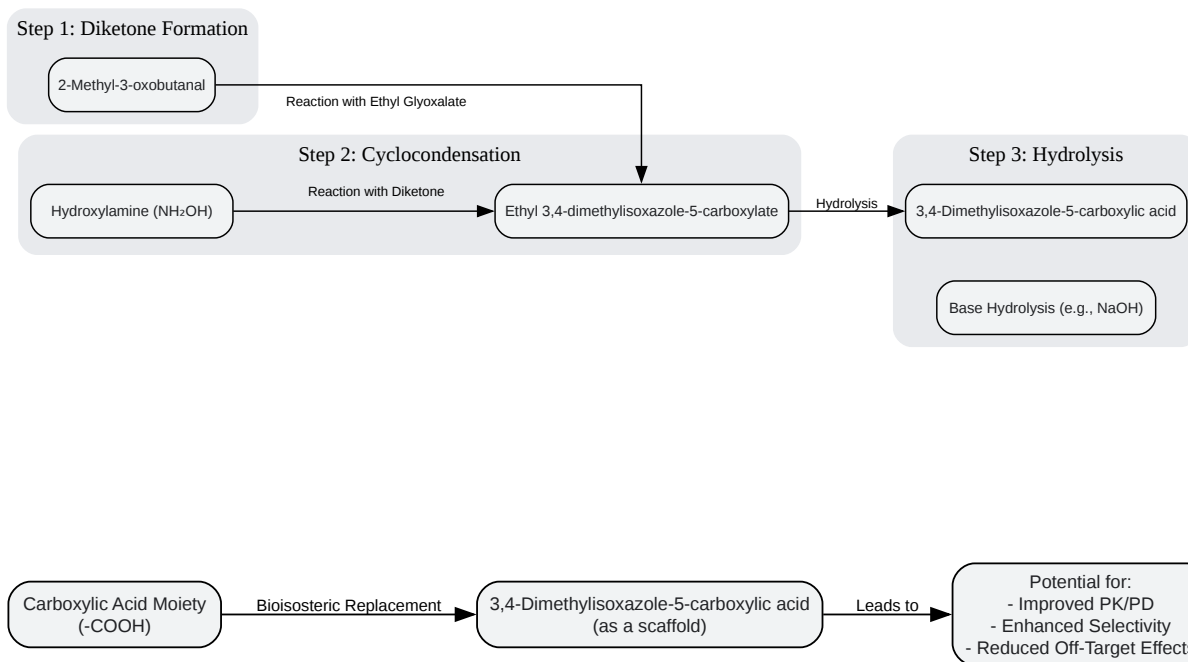 Step 1: Diketone Formation
2-Methyl-3-oxobutanal
Reaction with Ethyl Glyoxalate
Step 2: Cyclocondensation
Hydroxylamine (NH₂OH)
Reaction with Diketone
Ethyl 3,4-dimethylisoxazole-5-carboxylate
Hydrolysis
Step 3: Hydrolysis
3,4-Dimethylisoxazole-5-carboxylic acid
Base Hydrolysis (e.g., NaOH)
Carboxylic Acid Moiety
(-COOH)
Bioisosteric Replacement
3,4-Dimethylisoxazole-5-carboxylic acid
(as a scaffold)
Leads to
Potential for:
- Improved PK/PD
- Enhanced Selectivity
- Reduced Off-Target Effects